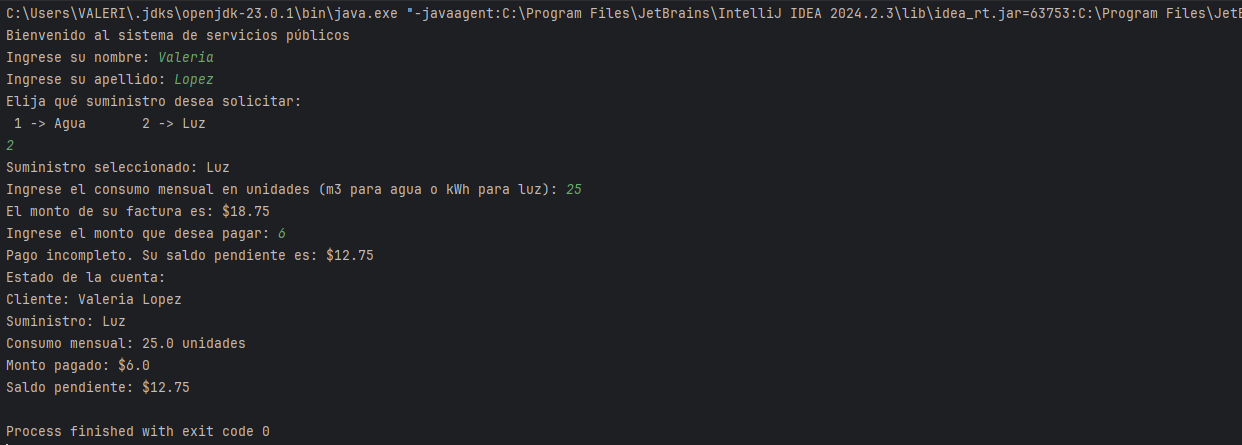 C:\Users\VALERI\.jdks\openjdk-23.0.1\bin\java.exe "-javaagent:C:\Program Files\JetBrains\IntelliJ IDEA 2024.2.3\lib\idea_rt.jar=63753:C:\Program Files\JetB
Bienvenido al sistema de servicios públicos
Ingrese su nombre: Valeria
Ingrese su apellido: Lopez
Elija qué suministro desea solicitar:
1 -> Agua 2 -> Luz
2
Suministro seleccionado: Luz
Ingrese el consumo mensual en unidades (m3 para agua o kWh para luz): 25
El monto de su factura es: $18.75
Ingrese el monto que desea pagar: 6
Pago incompleto. Su saldo pendiente es: $12.75
Estado de la cuenta:
Cliente: Valeria Lopez
Suministro: Luz
Consumo mensual: 25.0 unidades
Monto pagado: $6.0
Saldo pendiente: $12.75
Process finished with exit code 0